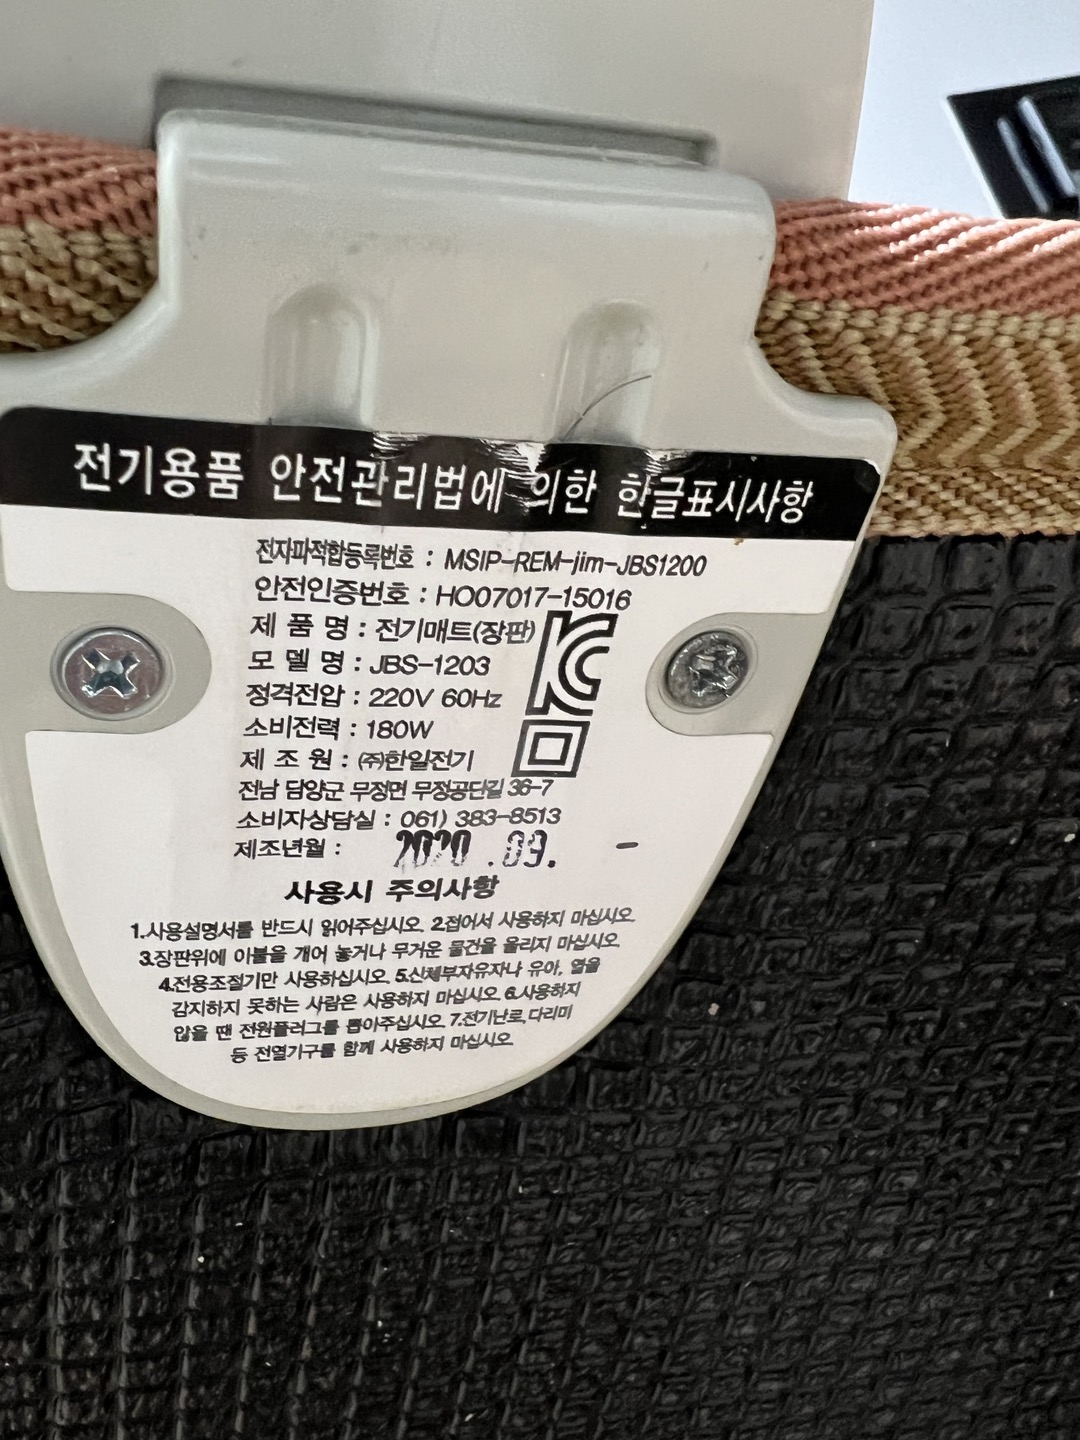 전기용품 안전관리법에 의한 한글표시사항
전자파적합등록번호 : MSIP-REM-jim-JBS1200
안전인증번호 : HO07017-15016
제 품 명 : 전기매트(장판)
모 델 명 : JBS-1203
정격전압 : 220V 60Hz
소비전력 : 180W
제 조 원 : ㈜한일전기
전남 담양군 무정면 무정공단길 36-7
소비자상담실 : 061) 383-8513
제조년월 : 2020 .09. -
사용시 주의사항
1.사용설명서를 반드시 읽어주십시오. 2.접어서 사용하지 마십시오.
3.장판위에 이불을 개어 놓거나 무거운 물건을 올리지 마십시오.
4.전용조절기만 사용하십시오. 5.신체부자유자나 유아, 열을
감지하지 못하는 사람은 사용하지 마십시오. 6.사용하지
않을 땐 전원플러그를 뽑아주십시오. 7.전기난로,다리미
등 전열기구를 함께 사용하지 마십시오.